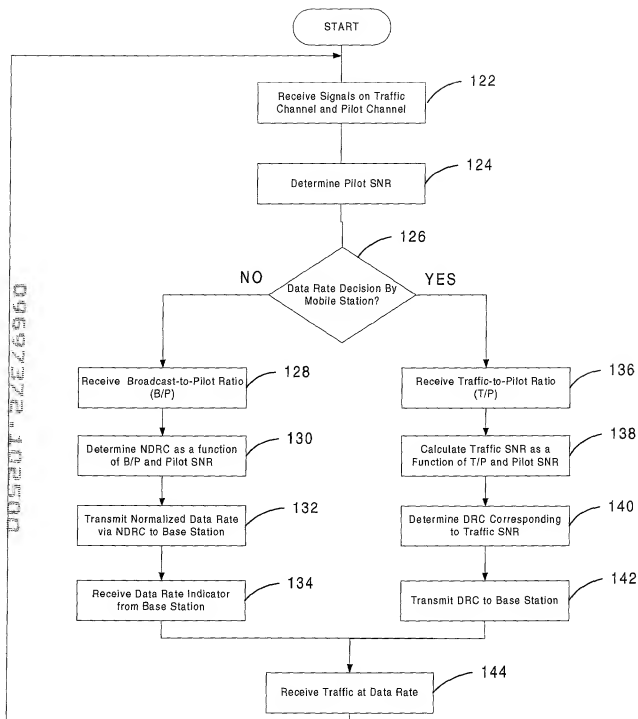 START
Receive Signals on Traffic
Channel and Pilot Channel
122
Determine Pilot SNR
124
126
Data Rate Decision By
Mobile Station?
NO
YES
Receive Broadcast-to-Pilot Ratio
(B/P)
128
Determine NDRC as a function
of B/P and Pilot SNR
130
Transmit Normalized Data Rate
via NDRC to Base Station
132
Receive Data Rate Indicator
from Base Station
134
Receive Traffic-to-Pilot Ratio
(T/P)
136
Calculate Traffic SNR as a
Function of T/P and Pilot SNR
138
Determine DRC Corresponding
to Traffic SNR
140
Transmit DRC to Base Station
142
Receive Traffic at Data Rate
144